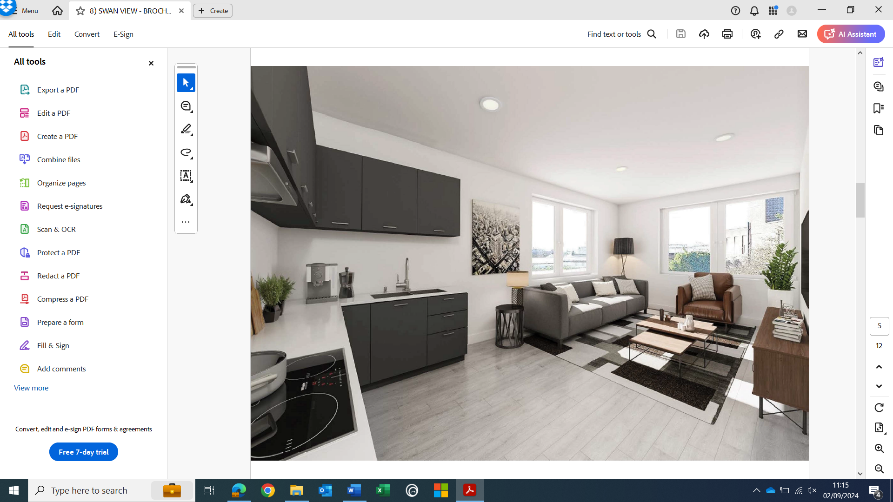 Menu
8) SWAN VIEW - BROCH...
Create
All tools
Edit
Convert
E-Sign
Find text or tools
AI Assistant
All tools
Export a PDF
Edit a PDF
Create a PDF
Combine files
Organize pages
Request e-signatures
Scan & OCR
Protect a PDF
Redact a PDF
Compress a PDF
Prepare a form
Fill & Sign
Add comments
View more
Convert, edit and e-sign PDF forms & agreements
Free 7-day trial
5
12
Type here to search
11:15
02/09/2024